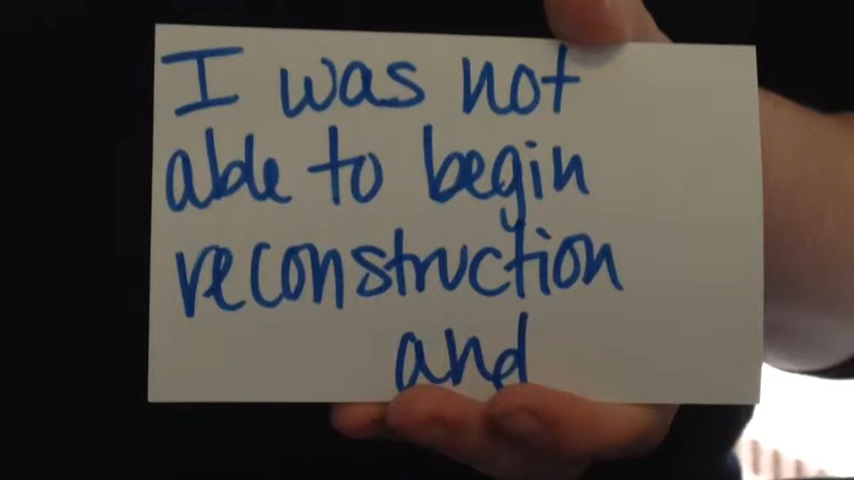 I was not
able to begin
reconstruction
and